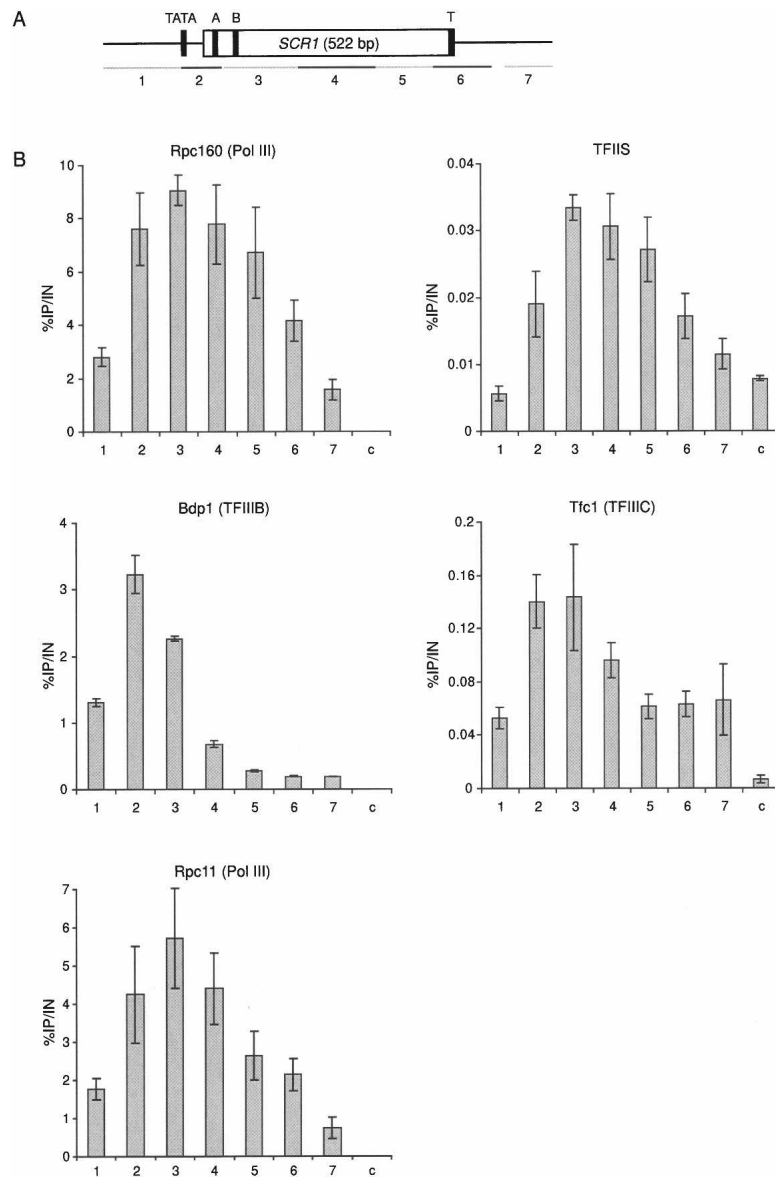 A
TATA A B T
SCR1 (522 bp)
1 2 3 4 5 6 7
B
Rpc160 (Pol III)
%IP/IN
10
8
6
4
2
0
1 2 3 4 5 6 7 c
TFIIS
%IP/IN
0.04
0.03
0.02
0.01
0
1 2 3 4 5 6 7 c
Bdp1 (TFIIIB)
%IP/IN
4
3
2
1
0
1 2 3 4 5 6 7 c
Tfc1 (TFIIIC)
%IP/IN
0.2
0.16
0.12
0.08
0.04
0
1 2 3 4 5 6 7 c
Rpc11 (Pol III)
%IP/IN
7
6
5
4
3
2
1
0
1 2 3 4 5 6 7 c